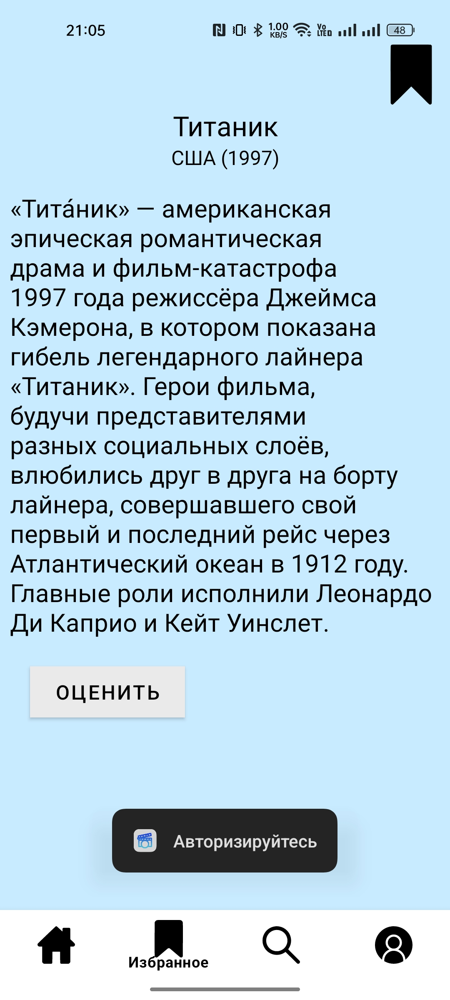 21:05
1.00
KB/S
Vo
LTED
48
Титаник
США (1997)
«Тита́ник» — американская
эпическая романтическая
драма и фильм-катастрофа
1997 года режиссёра Джеймса
Кэмерона, в котором показана
гибель легендарного лайнера
«Титаник». Герои фильма,
будучи представителями
разных социальных слоёв,
влюбились друг в друга на борту
лайнера, совершавшего свой
первый и последний рейс через
Атлантический океан в 1912 году.
Главные роли исполнили Леонардо
Ди Каприо и Кейт Уинслет.
ОЦЕНИТЬ
Авторизируйтесь
Избранное